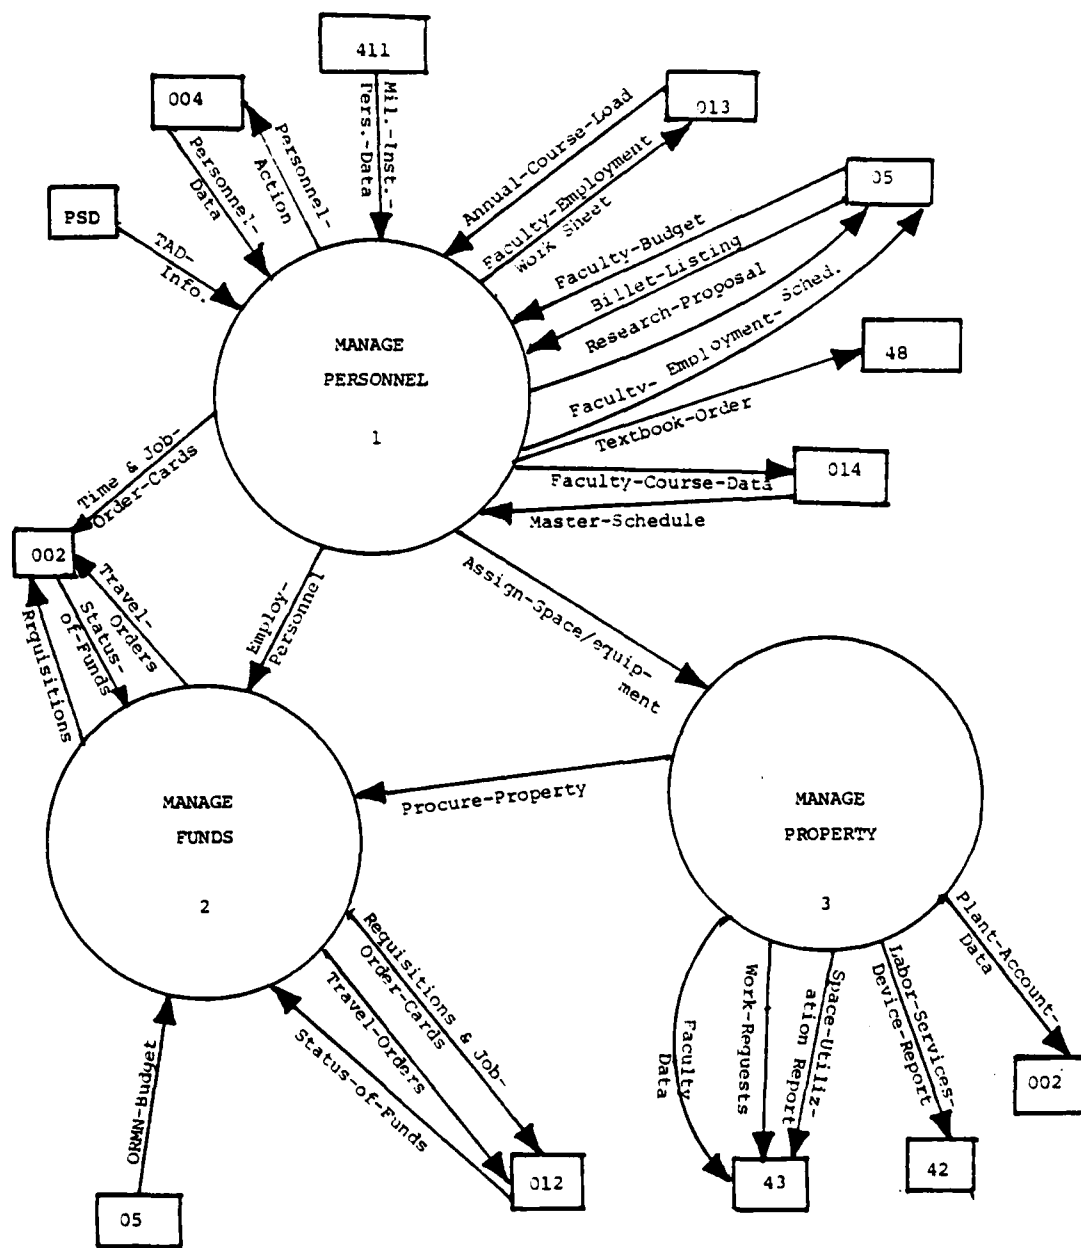 411
004
013
Mil.-Inst.-
Pers.-Data
Personnel-
Action
Personnel-
Data
Annual-Course-Load
Faculty-Employment
Work Sheet
05
PSD
TAD-
Info.
Faculty-Budget
Billet-Listing
Research-Proposal
Faculty- Employment- Sched.
MANAGE
PERSONNEL
1
48
Textbook-Order
014
Faculty-Course-Data
Master-Schedule
Time & Job-
Order-Cards
002
Travel-
Orders
Status-
of-Funds
Rrquisitions
Employ-
Personnel
Assign-Space/equip-
ment
Procure-Property
MANAGE
FUNDS
2
MANAGE
PROPERTY
3
Requisitions & Job-
Order-Cards
Travel-Orders
Status-of-Funds
ORMN-Budget
05
012
Faculty
Data
Work-Requests
Space-Utiliz-
ation Report
Labor-Services-
Device-Report
Plant-Account-
Data
002
43
42